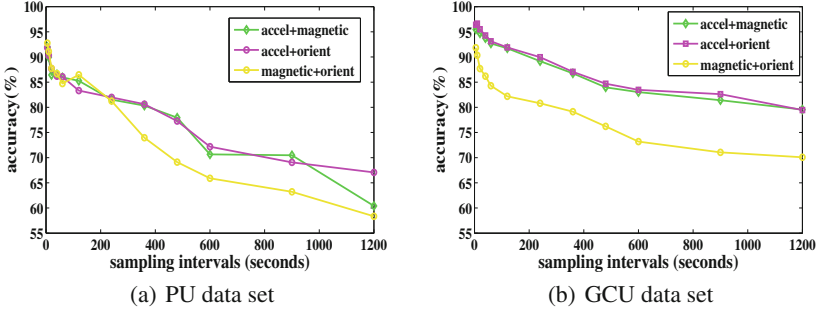 100
95
90
85
80
75
70
65
60
55
accuracy(%)
0 200 400 600 800 1000 1200
sampling intervals (seconds)
accel+magnetic
accel+orient
magnetic+orient
(a) PU data set
100
95
90
85
80
75
70
65
60
55
accuracy(%)
0 200 400 600 800 1000 1200
sampling intervals (seconds)
accel+magnetic
accel+orient
magnetic+orient
(b) GCU data set